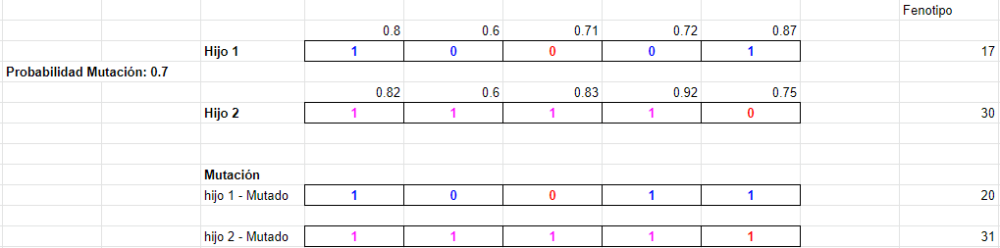 Fenotipo
0.8 0.6 0.71 0.72 0.87
Hijo 1 1 0 0 0 1 17
Probabilidad Mutación: 0.7
0.82 0.6 0.83 0.92 0.75
Hijo 2 1 1 1 1 0 30
Mutación
hijo 1 - Mutado 1 0 0 1 1 20
hijo 2 - Mutado 1 1 1 1 1 31